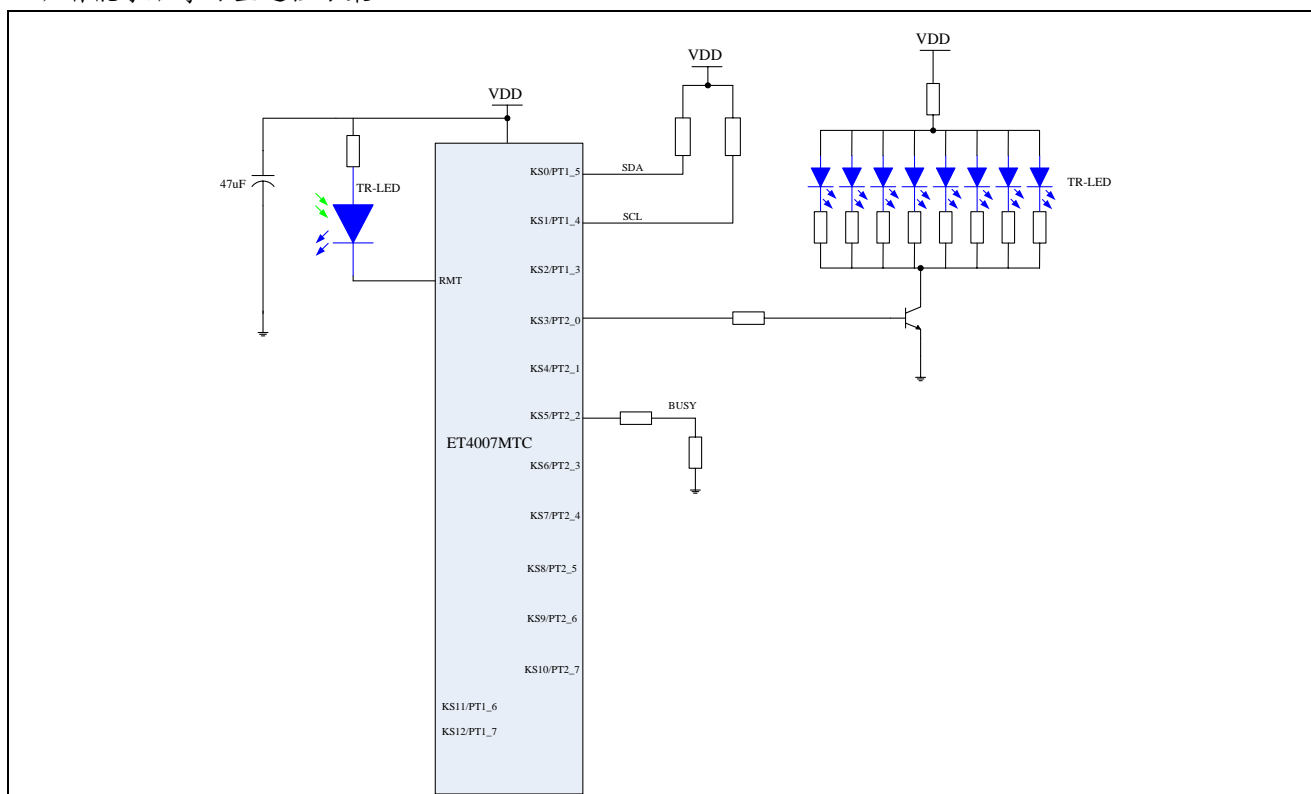 VDD
VDD
VDD
47uF
TR-LED
KS0/PT1_5
SDA
KS1/PT1_4
SCL
KS2/PT1_3
RMT
KS3/PT2_0
KS4/PT2_1
KS5/PT2_2
BUSY
ET4007MTC
KS6/PT2_3
KS7/PT2_4
KS8/PT2_5
KS9/PT2_6
KS10/PT2_7
KS11/PT1_6
KS12/PT1_7
TR-LED